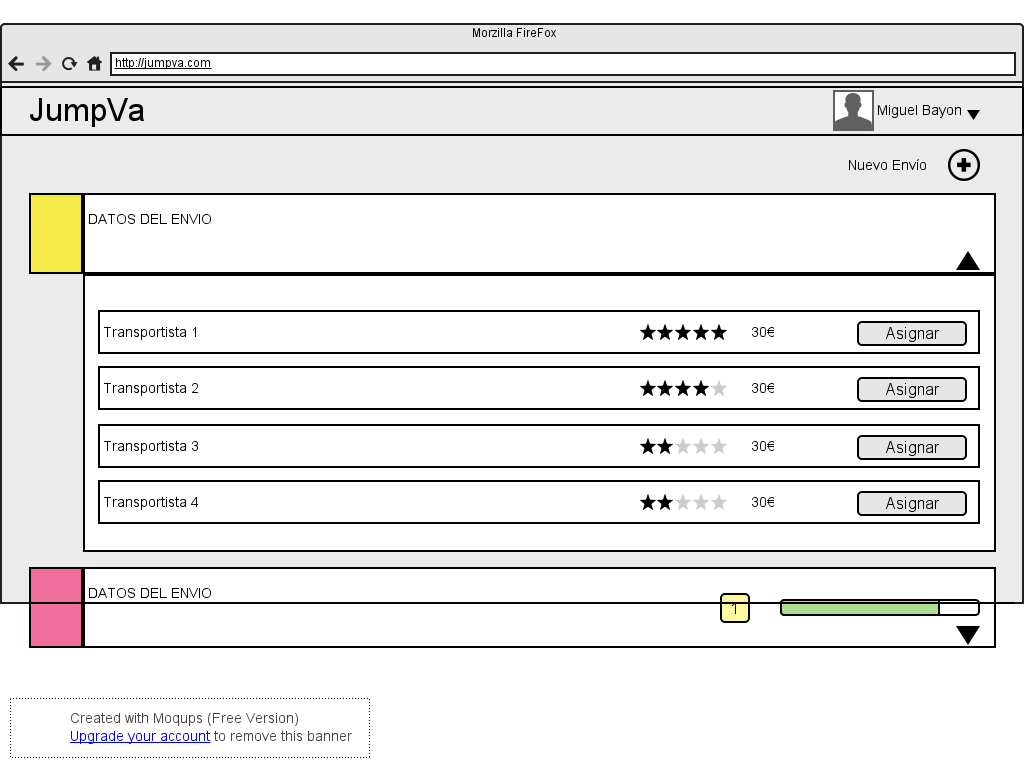 Morzilla FireFox
http://jumpva.com
JumpVa
Miguel Bayon
Nuevo Envío
DATOS DEL ENVIO
Transportista 1 30€ Asignar
Transportista 2 30€ Asignar
Transportista 3 30€ Asignar
Transportista 4 30€ Asignar
DATOS DEL ENVIO
1
Created with Moqups (Free Version)
Upgrade your account to remove this banner